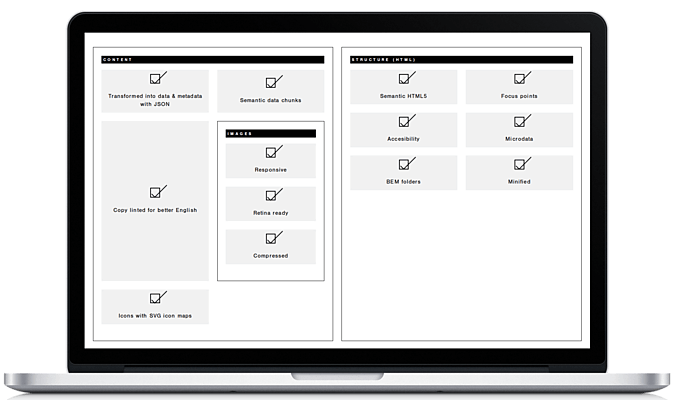 CONTENT
Transformed into data & metadata
with JSON
Semantic data chunks
Copy linted for better English
IMAGES
Responsive
Retina ready
Compressed
Icons with SVG icon maps
STRUCTURE (HTML)
Semantic HTML5
Focus points
Accesibility
Microdata
BEM folders
Minified